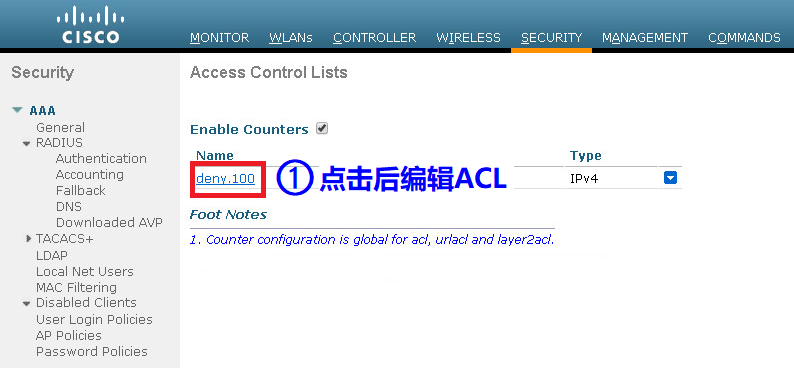 CISCO
MONITOR WLANs CONTROLLER WIRELESS SECURITY MANAGEMENT COMMANDS
Security
AAA
General
RADIUS
Authentication
Accounting
Fallback
DNS
Downloaded AVP
TACACS+
LDAP
Local Net Users
MAC Filtering
Disabled Clients
User Login Policies
AP Policies
Password Policies
Access Control Lists
Enable Counters
Name Type
deny.100 ① 点击后编辑ACL IPv4
Foot Notes
1. Counter configuration is global for acl, urlacl and layer2acl.